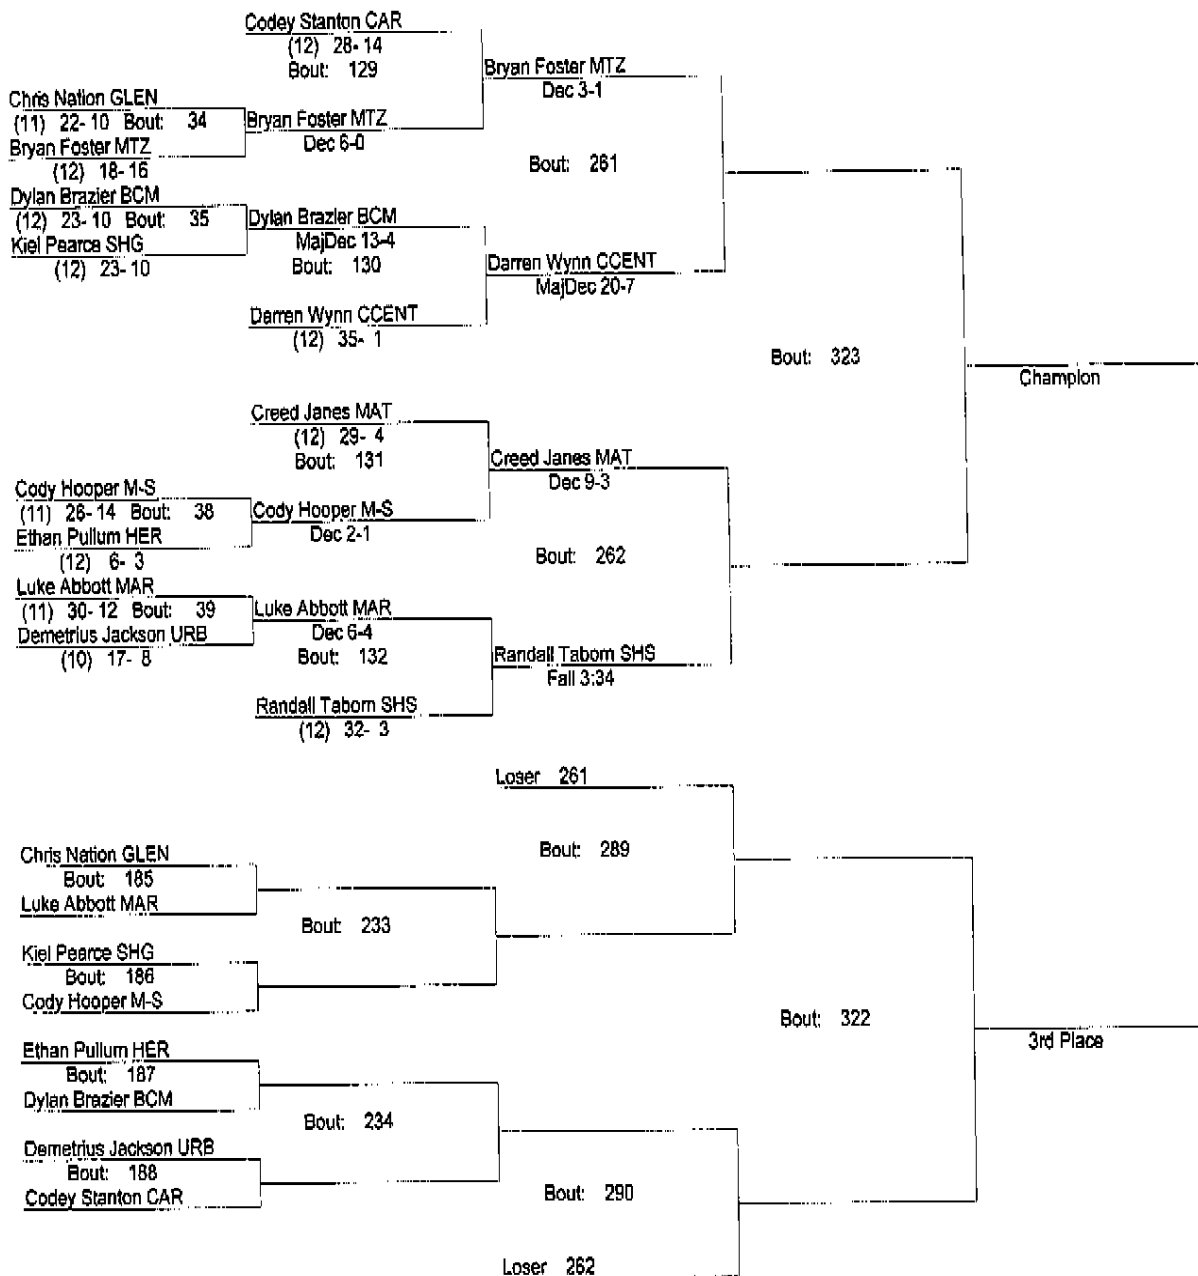 Codey Stanton CAR
(12) 28- 14
Bout: 129
Bryan Foster MTZ
Dec 3-1
Chris Nation GLEN
(11) 22- 10 Bout: 34
Bryan Foster MTZ
Dec 6-0
Bryan Foster MTZ
(12) 18- 16
Bout: 261
Dylan Brazier BCM
(12) 23- 10 Bout: 35
Dylan Brazier BCM
MajDec 13-4
Kiel Pearce SHG
(12) 23- 10
Bout: 130
Darren Wynn CCENT
MajDec 20-7
Darren Wynn CCENT
(12) 35- 1
Bout: 323
Champion
Creed Janes MAT
(12) 29- 4
Bout: 131
Creed Janes MAT
Dec 9-3
Cody Hooper M-S
(11) 26- 14 Bout: 38
Cody Hooper M-S
Dec 2-1
Ethan Pullum HER
(12) 6- 3
Bout: 262
Luke Abbott MAR
(11) 30- 12 Bout: 39
Luke Abbott MAR
Dec 6-4
Demetrius Jackson URB
(10) 17- 8
Bout: 132
Randall Taborn SHS
Fall 3:34
Randall Taborn SHS
(12) 32- 3
Loser 261
Bout: 289
Chris Nation GLEN
Bout: 185
Luke Abbott MAR
Bout: 233
Kiel Pearce SHG
Bout: 186
Cody Hooper M-S
Bout: 322
3rd Place
Ethan Pullum HER
Bout: 187
Dylan Brazier BCM
Bout: 234
Demetrius Jackson URB
Bout: 188
Codey Stanton CAR
Bout: 290
Loser 262